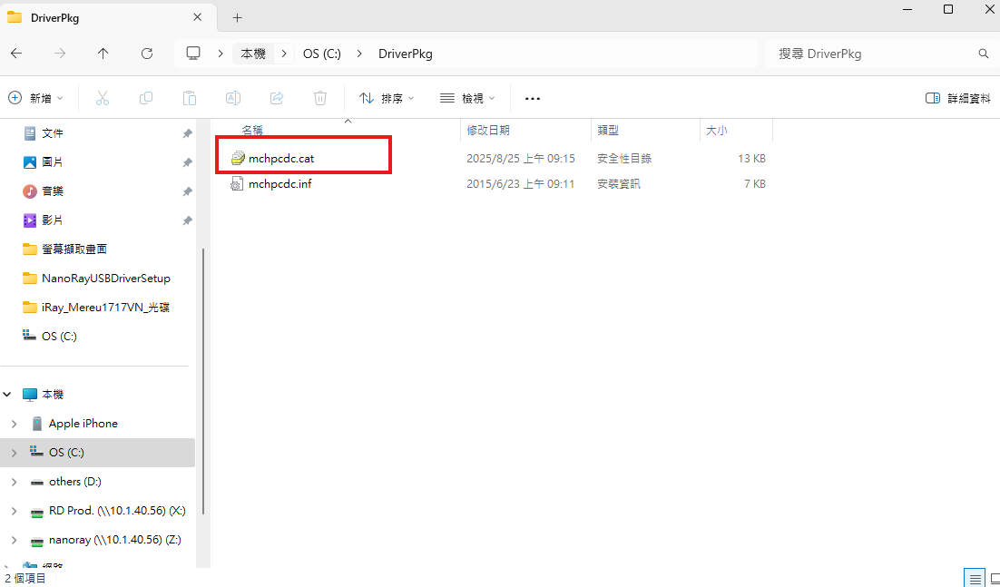 DriverPkg
本機 OS (C:) DriverPkg
搜尋 DriverPkg
新增 排序 檢視 詳細資料
名稱 修改日期 類型 大小
mchpcdc.cat 2025/8/25 上午 09:15 安全性目錄 13 KB
mchpcdc.inf 2015/6/23 上午 09:11 安裝資訊 7 KB
文件
圖片
音樂
影片
螢幕擷取畫面
NanoRayUSBDriverSetup
iRay_Mereu1717VN_光碟
OS (C:)
本機
Apple iPhone
OS (C:)
others (D:)
RD Prod. (\\10.1.40.56) (X:)
nanoray (\\10.1.40.56) (Z:)
網路
2 個項目